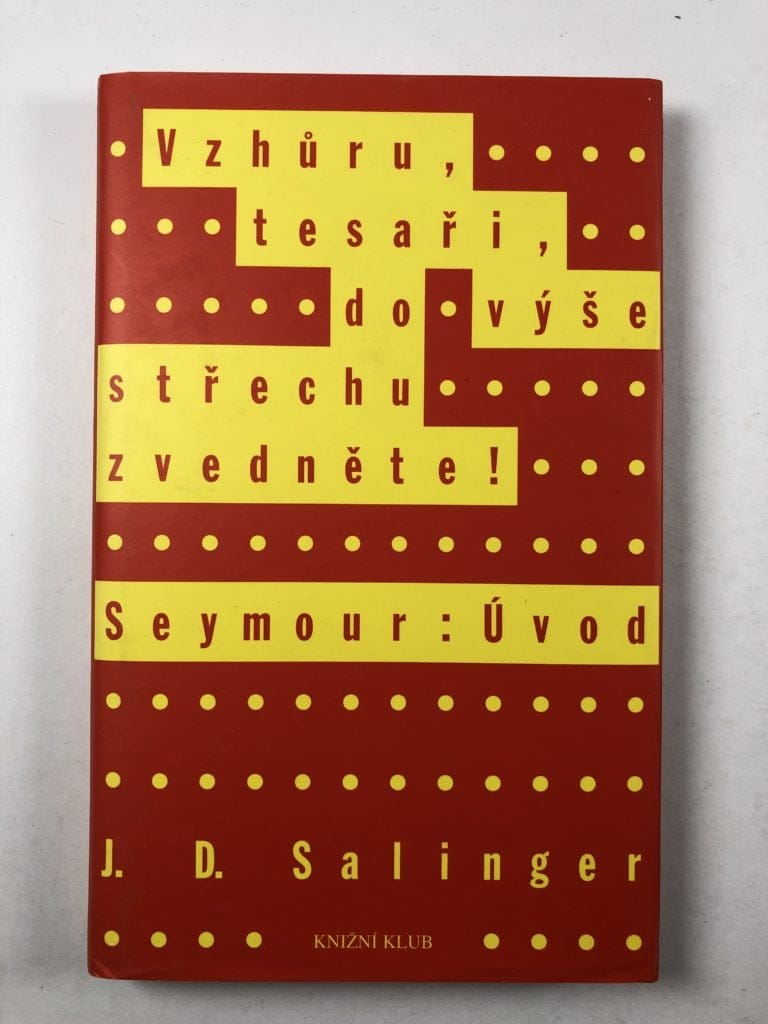 Vzhůru,
tesaři,
do výše
střechu
zvedněte!
Seymour: Úvod
J. D. Salinger
KNIŽNÍ KLUB